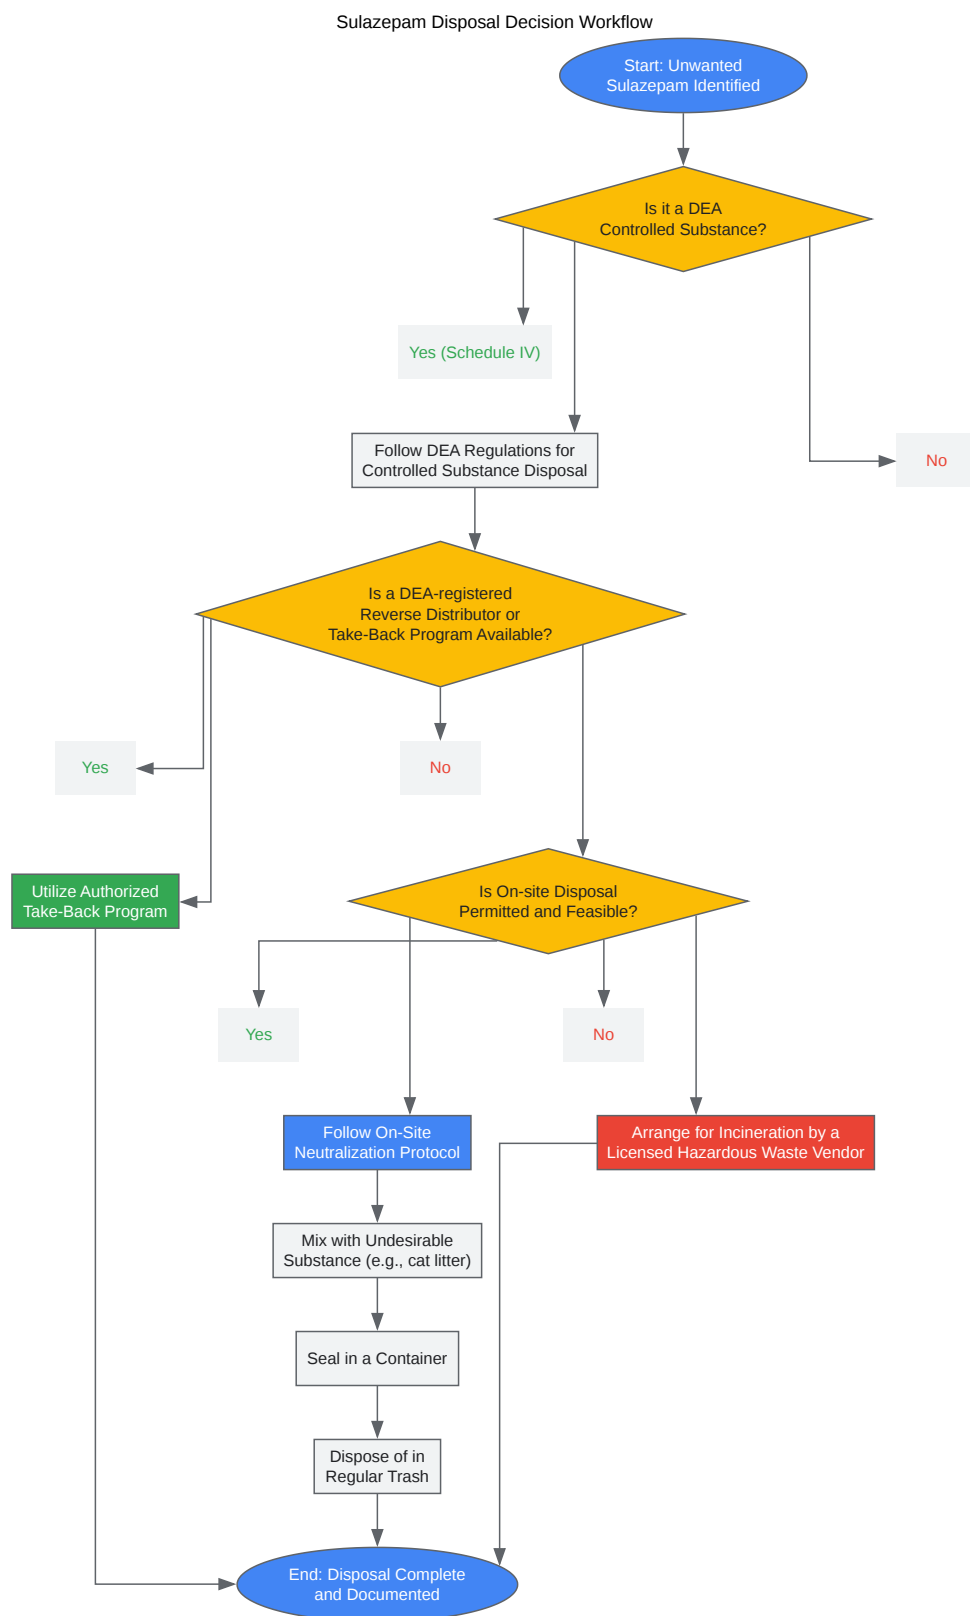 Sulazepam Disposal Decision Workflow
Start: Unwanted
Sulazepam Identified
Is it a DEA
Controlled Substance?
Yes (Schedule IV)
Follow DEA Regulations for
Controlled Substance Disposal
No
Is a DEA-registered
Reverse Distributor or
Take-Back Program Available?
Yes
No
Utilize Authorized
Take-Back Program
Is On-site Disposal
Permitted and Feasible?
Yes
No
Follow On-Site
Neutralization Protocol
Arrange for Incineration by a
Licensed Hazardous Waste Vendor
Mix with Undesirable
Substance (e.g., cat litter)
Seal in a Container
Dispose of in
Regular Trash
End: Disposal Complete
and Documented